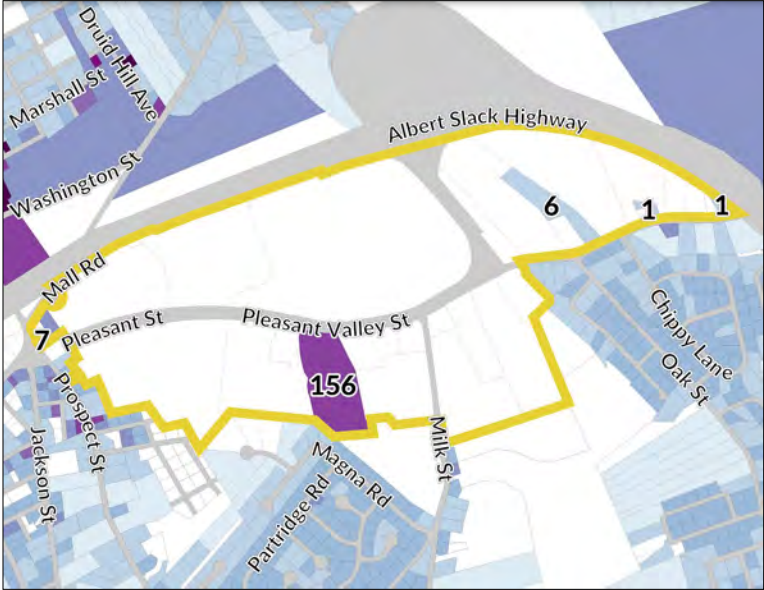 Druid Hill Ave
Marshall St
Albert Slack Highway
Washington St
6
1
1
Mall Rd
Chippy Lane
Pleasant St
Pleasant Valley St
7
156
Oak St
Prospect St
Jackson St
Milk St
Magna Rd
Partridge Rd